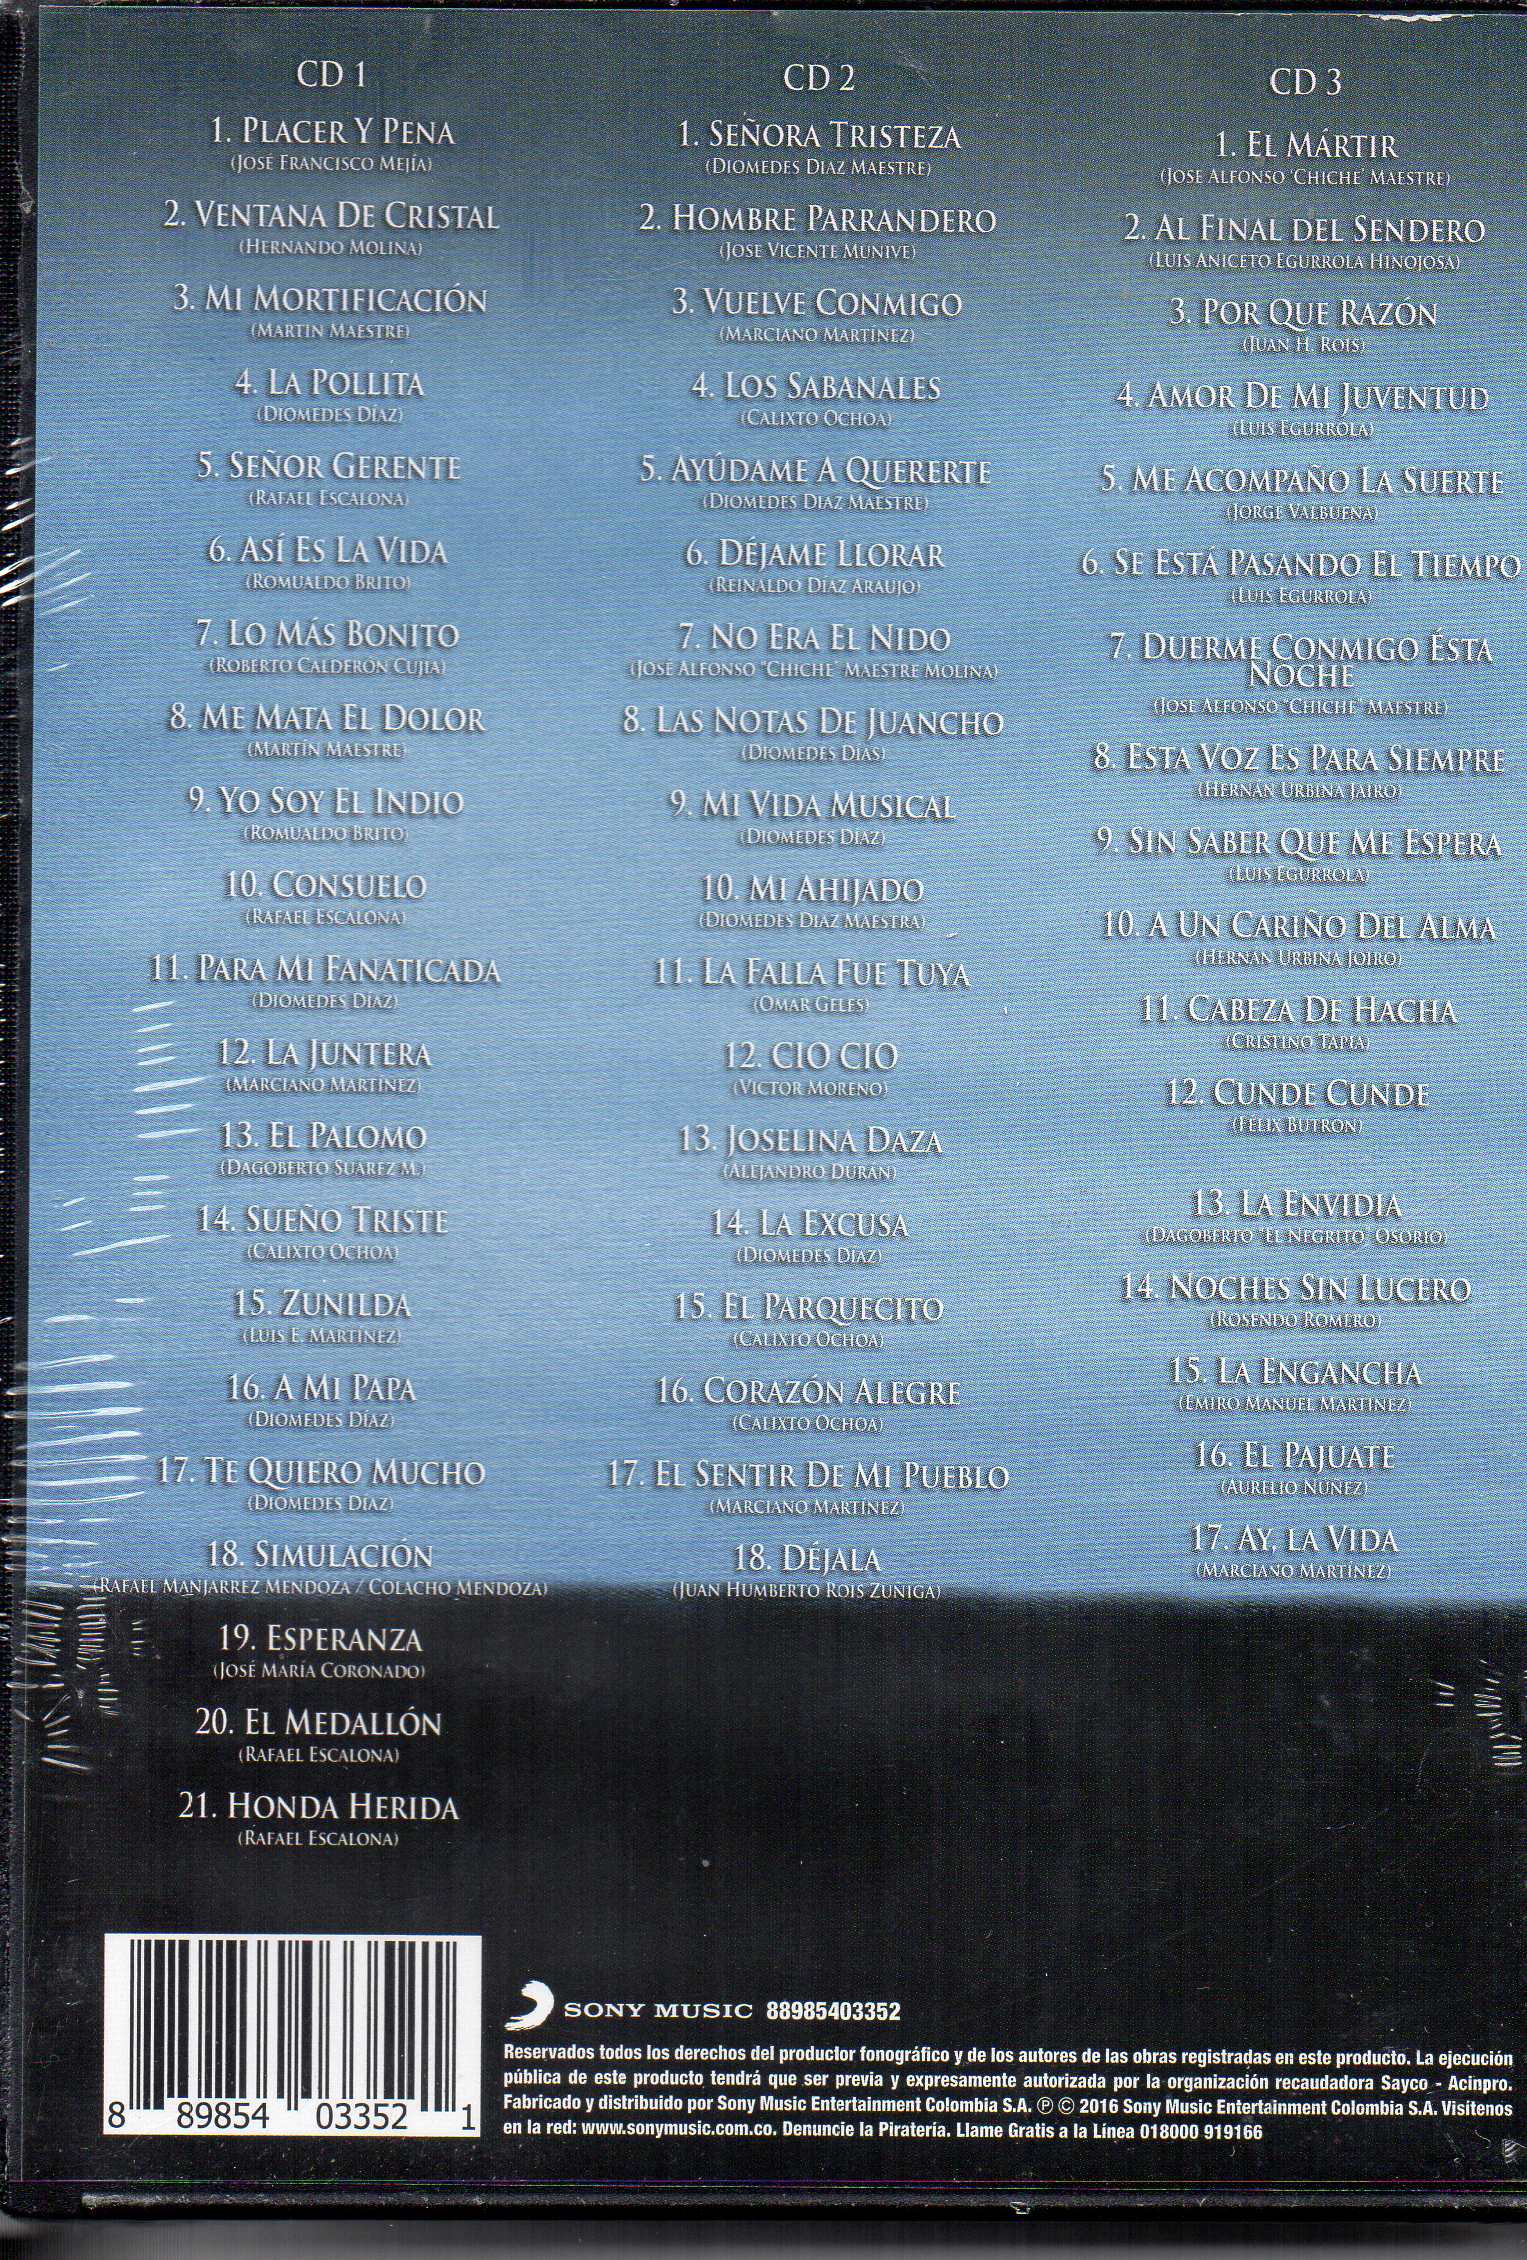 CD 1
1. PLACER Y PENA
(JOSÉ FRANCISCO MEJÍA)
2. VENTANA DE CRISTAL
(HERNANDO MOLINA)
3. MI MORTIFICACIÓN
(MARTIN MAESTRE)
4. LA POLLITA
(DIOMEDES DÍAZ)
5. SEÑOR GERENTE
(RAFAEL ESCALONA)
6. ASÍ ES LA VIDA
(ROMUALDO BRITO)
7. LO MÁS BONITO
(ROBERTO CALDERÓN CUJIA)
8. ME MATA EL DOLOR
(MARTÍN MAESTRE)
9. YO SOY EL INDIO
(ROMUALDO BRITO)
10. CONSUELO
(RAFAEL ESCALONA)
11. PARA MI FANATICADA
(DIOMEDES DÍAZ)
12. LA JUNTERA
(MARCIANO MARTINEZ)
13. EL PALOMO
(DAGOBERTO SUÁREZ M.)
14. SUEÑO TRISTE
(CALIXTO OCHOA)
15. ZUNILDA
(LUIS E. MARTÍNEZ)
16. A MI PAPA
(DIOMEDES DÍAZ)
17. TE QUIERO MUCHO
(DIOMEDES DÍAZ)
18. SIMULACIÓN
(RAFAEL MANJARREZ MENDOZA / COLACHO MENDOZA)
19. ESPERANZA
(JOSÉ MARÍA CORONADO)
20. EL MEDALLÓN
(RAFAEL ESCALONA)
21. HONDA HERIDA
(RAFAEL ESCALONA)
CD 2
1. SEÑORA TRISTEZA
(DIOMEDES DIAZ MAESTRE)
2. HOMBRE PARRANDERO
(JOSE VICENTE MUNIVE)
3. VUELVE CONMIGO
(MARCIANO MARTÍNEZ)
4. LOS SABANALES
(CALIXTO OCHOA)
5. AYÚDAME A QUERERTE
(DIOMEDES DIAZ MAESTRE)
6. DÉJAME LLORAR
(REINALDO DÍAZ ARAUJO)
7. NO ERA EL NIDO
(JOSÉ ALFONSO "CHICHE" MAESTRE MOLINA)
8. LAS NOTAS DE JUANCHO
(DIOMEDES DIAS)
9. MI VIDA MUSICAL
(DIOMEDES DIAZ)
10. MI AHIJADO
(DIOMEDES DIAZ MAESTRA)
11. LA FALLA FUE TUYA
(OMAR GELES)
12. CIO CIO
(VICTOR MORENO)
13. JOSELINA DAZA
(ALEJANDRO DURAN)
14. LA EXCUSA
(DIOMEDES DIAZ)
15. EL PARQUECITO
(CALIXTO OCHOA)
16. CORAZÓN ALEGRE
(CALIXTO OCHOA)
17. EL SENTIR DE MI PUEBLO
(MARCIANO MARTINEZ)
18. DÉJALA
(JUAN HUMBERTO ROIS ZUÑIGA)
CD 3
1. EL MÁRTIR
(JOSE ALFONSO 'CHICHE' MAESTRE)
2. AL FINAL DEL SENDERO
(LUIS ANICETO EGURROLA HINOJOSA)
3. POR QUE RAZÓN
(JUAN H. ROIS)
4. AMOR DE MI JUVENTUD
(LUIS EGURROLA)
5. ME ACOMPAÑO LA SUERTE
(JORGE VALBUENA)
6. SE ESTÁ PASANDO EL TIEMPO
(LUIS EGURROLA)
7. DUERME CONMIGO ÉSTA
NOCHE
(JOSE ALFONSO "CHICHE" MAESTRE)
8. ESTA VOZ ES PARA SIEMPRE
(HERNÁN URBINA JAIRO)
9. SIN SABER QUE ME ESPERA
(LUIS EGURROLA)
10. A UN CARIÑO DEL ALMA
(HERNÁN URBINA JOIRO)
11. CABEZA DE HACHA
(CRISTINO TAPIA)
12. CUNDE CUNDE
(FÉLIX BUTRON)
13. LA ENVIDIA
(DAGOBERTO "EL NEGRITO" OSORIO)
14. NOCHES SIN LUCERO
(ROSENDO ROMERO)
15. LA ENGANCHA
(EMIRO MANUEL MARTINEZ)
16. EL PAJUATE
(AURELIO NUÑEZ)
17. AY, LA VIDA
(MARCIANO MARTÍNEZ)
8 89854 03352 1
SONY MUSIC 88985403352
Reservados todos los derechos del productor fonográfico y de los autores de las obras registradas en este producto. La ejecución
pública de este producto tendrá que ser previa y expresamente autorizada por la organización recaudadora Sayco - Acinpro.
Fabricado y distribuido por Sony Music Entertainment Colombia S.A. ℗ © 2016 Sony Music Entertainment Colombia S.A. Visítenos
en la red: www.sonymusic.com.co. Denuncie la Piratería. Llame Gratis a la Línea 018000 919166